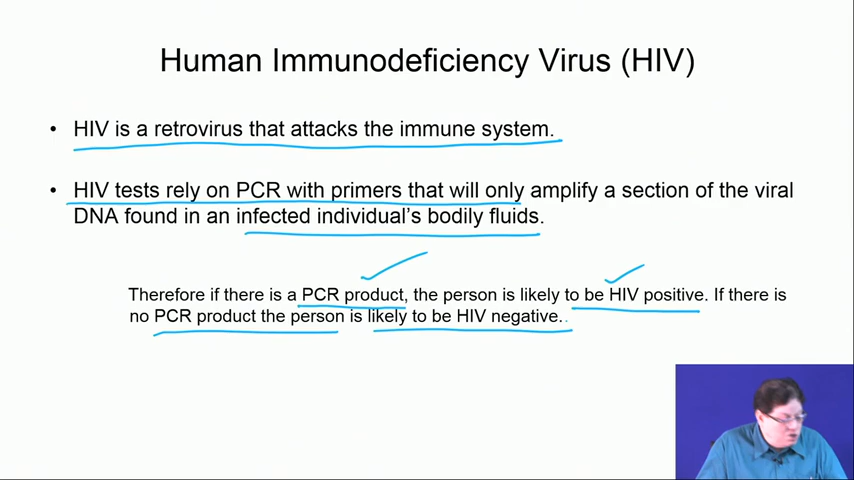 Human Immunodeficiency Virus (HIV)
• HIV is a retrovirus that attacks the immune system.
• HIV tests rely on PCR with primers that will only amplify a section of the viral
DNA found in an infected individual's bodily fluids.
Therefore if there is a PCR product, the person is likely to be HIV positive. If there is
no PCR product the person is likely to be HIV negative..